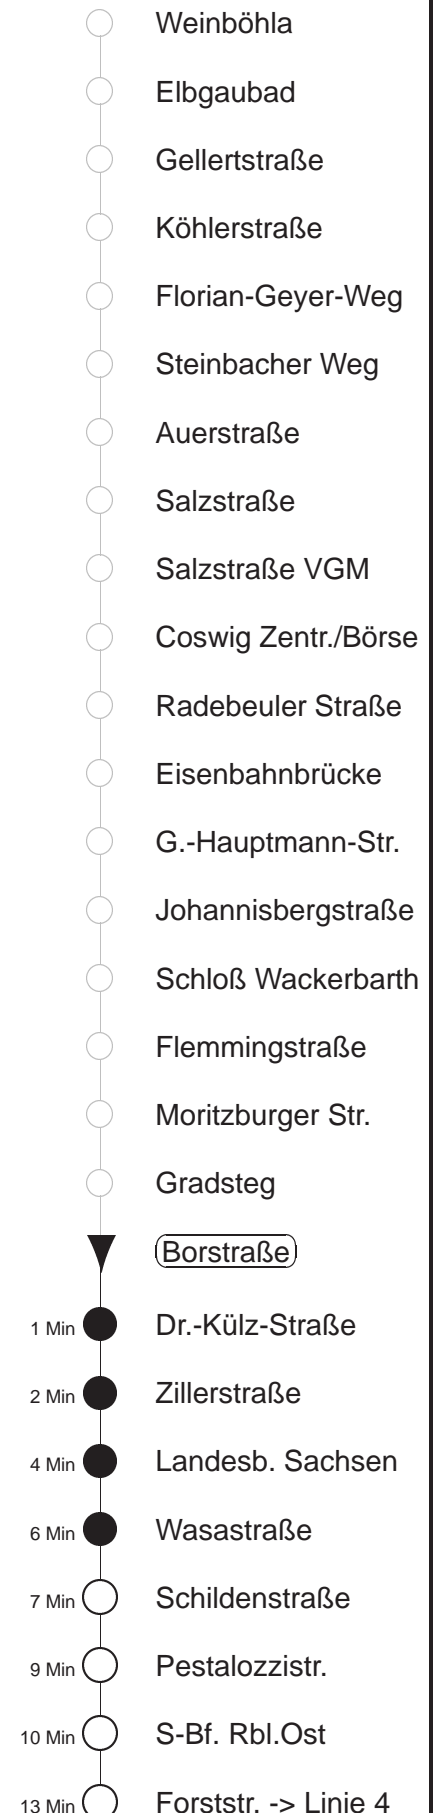 Weinböhla
Elbgaubad
Gellertstraße
Köhlerstraße
Florian-Geyer-Weg
Steinbacher Weg
Auerstraße
Salzstraße
Salzstraße VGM
Coswig Zentr./Börse
Radebeuler Straße
Eisenbahnbrücke
G.-Hauptmann-Str.
Johannisbergstraße
Schloß Wackerbarth
Flemmingstraße
Moritzburger Str.
Gradsteg
Borstraße
1 Min Dr.-Külz-Straße
2 Min Zillerstraße
4 Min Landesb. Sachsen
6 Min Wasastraße
7 Min Schildenstraße
9 Min Pestalozzistr.
10 Min S-Bf. Rbl.Ost
13 Min Forststr. -> Linie 4